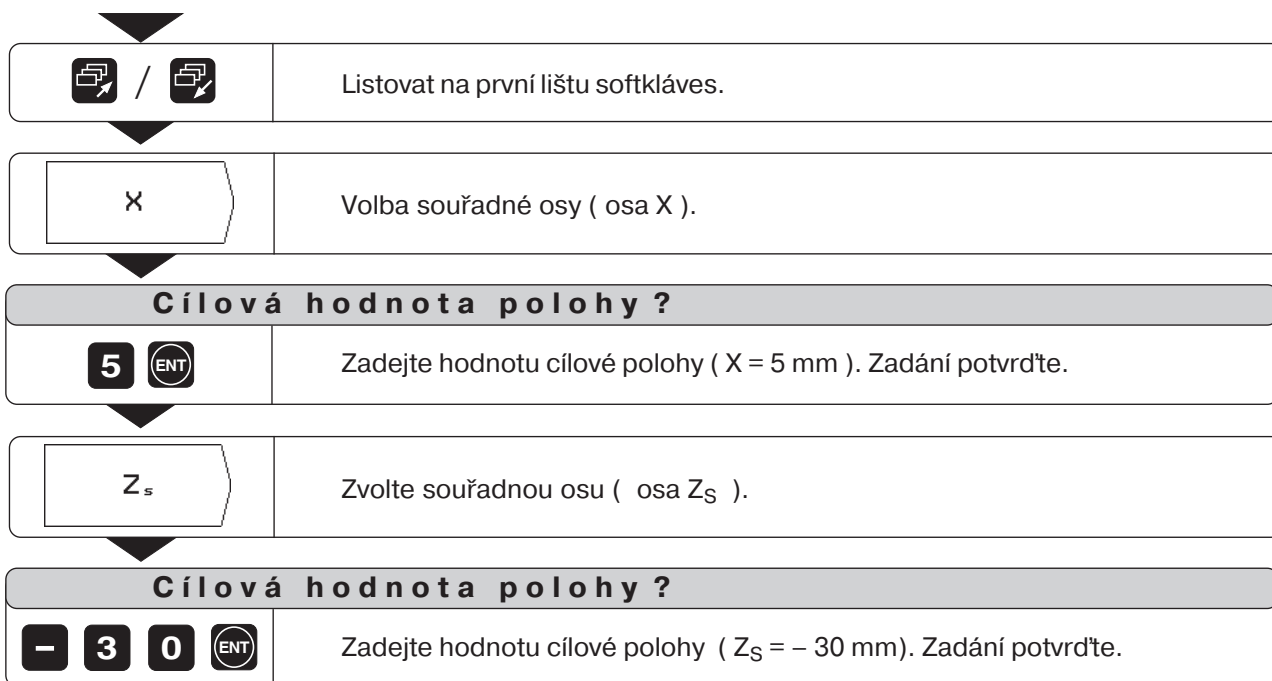 / Listovat na první lištu softkláves.
X Volba souřadné osy ( osa X ).
Cílová hodnota polohy ?
5 ENT Zadejte hodnotu cílové polohy ( X = 5 mm ). Zadání potvrďte.
Zs Zvolte souřadnou osu ( osa ZS ).
Cílová hodnota polohy ?
- 3 0 ENT Zadejte hodnotu cílové polohy ( ZS = – 30 mm). Zadání potvrďte.